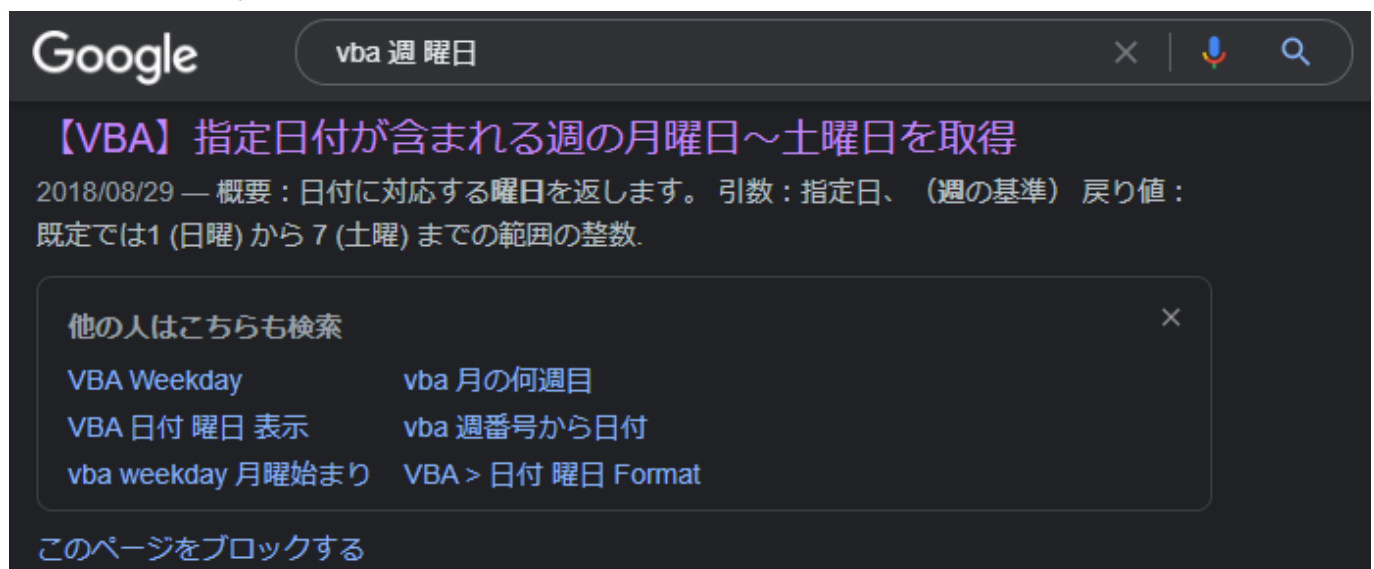 Google
vba 週 曜日
【VBA】指定日付が含まれる週の月曜日～土曜日を取得
2018/08/29 — 概要：日付に対応する曜日を返します。 引数：指定日、（週の基準） 戻り値：
既定では1 (日曜) から 7 (土曜) までの範囲の整数.
他の人はこちらも検索
VBA Weekday vba 月の何週目
VBA 日付 曜日 表示 vba 週番号から日付
vba weekday 月曜始まり VBA > 日付 曜日 Format
このページをブロックする